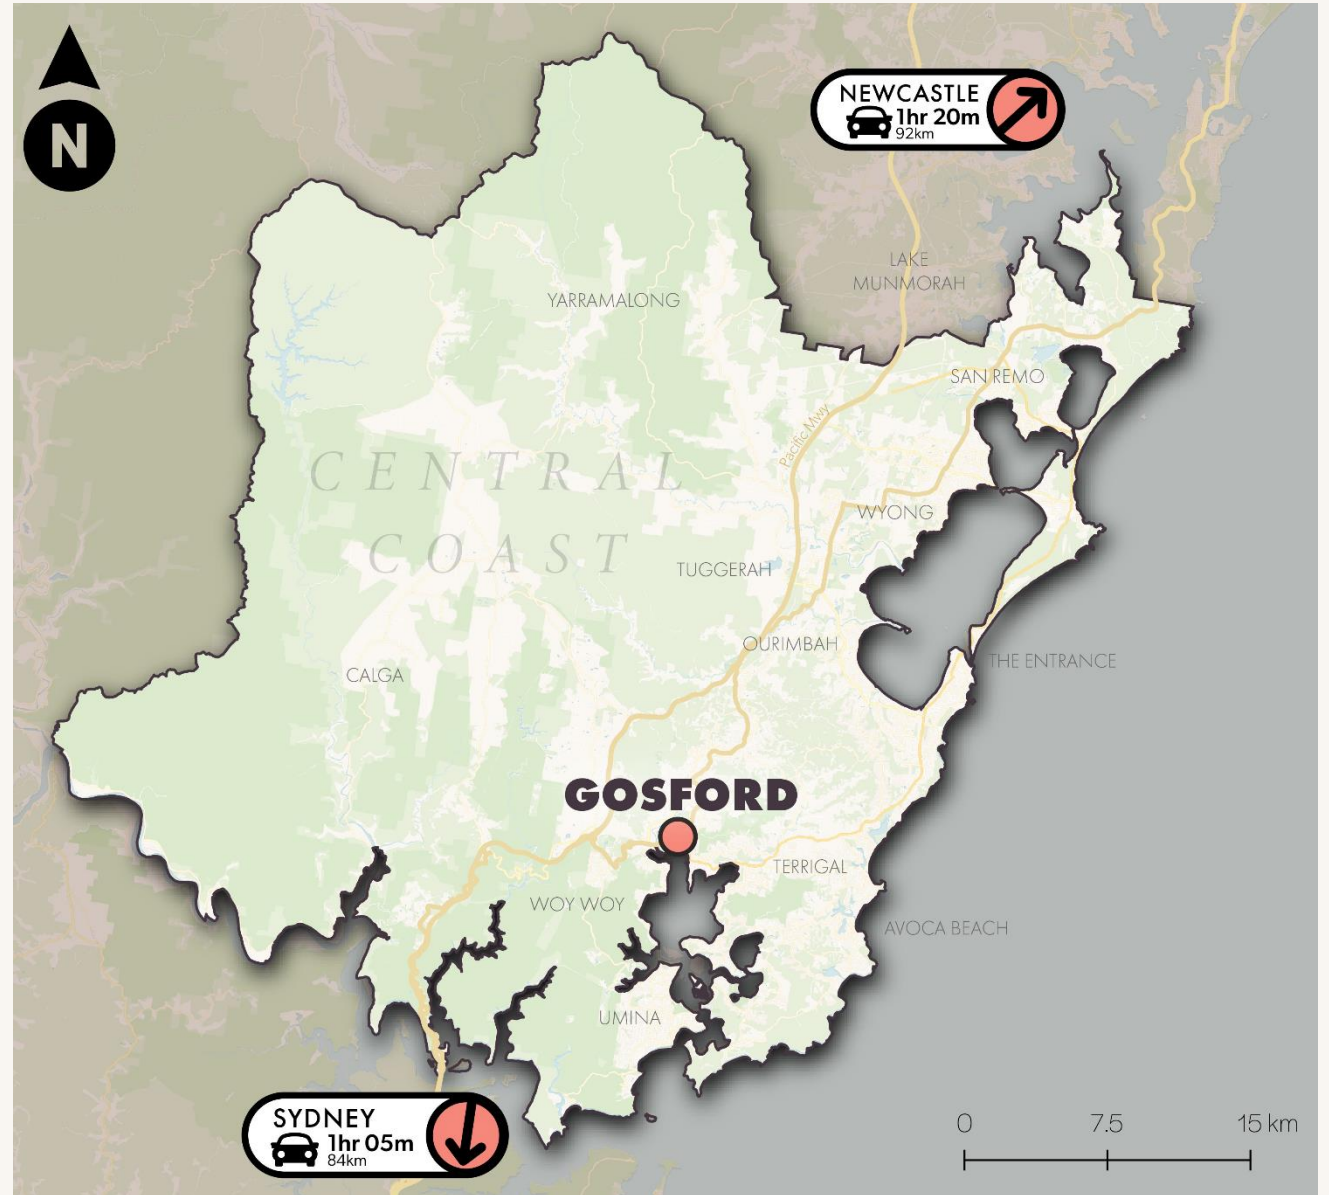 N
NEWCASTLE
1hr 20m
92km
LAKE
MUNMORAH
YARRAMALONG
SAN REMO
Pacific Mwy
CENTRAL
COAST
WYONG
TUGGERAH
OURIMBAH
THE ENTRANCE
CALGA
GOSFORD
TERRIGAL
WOY WOY
AVOCA BEACH
UMINA
SYDNEY
1hr 05m
84km
0 7.5 15 km